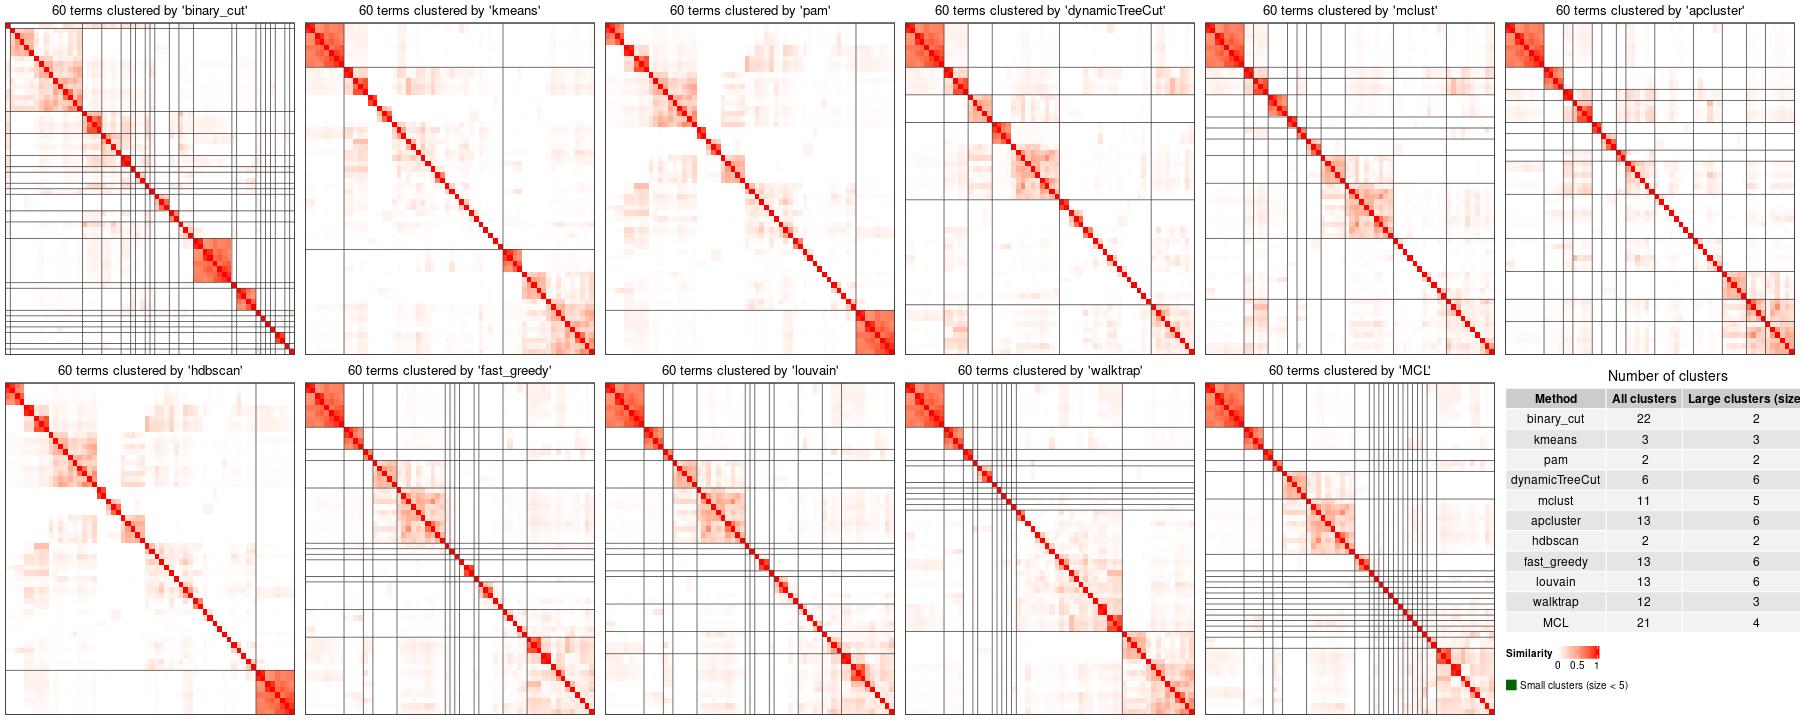 60 terms clustered by 'binary_cut'
60 terms clustered by 'kmeans'
60 terms clustered by 'pam'
60 terms clustered by 'dynamicTreeCut'
60 terms clustered by 'mclust'
60 terms clustered by 'apcluster'
60 terms clustered by 'hdbscan'
60 terms clustered by 'fast_greedy'
60 terms clustered by 'louvain'
60 terms clustered by 'walktrap'
60 terms clustered by 'MCL'
Number of clusters
Method All clusters Large clusters (size
binary_cut 22 2
kmeans 3 3
pam 2 2
dynamicTreeCut 6 6
mclust 11 5
apcluster 13 6
hdbscan 2 2
fast_greedy 13 6
louvain 13 6
walktrap 12 3
MCL 21 4
Similarity
0 0.5 1
Small clusters (size < 5)